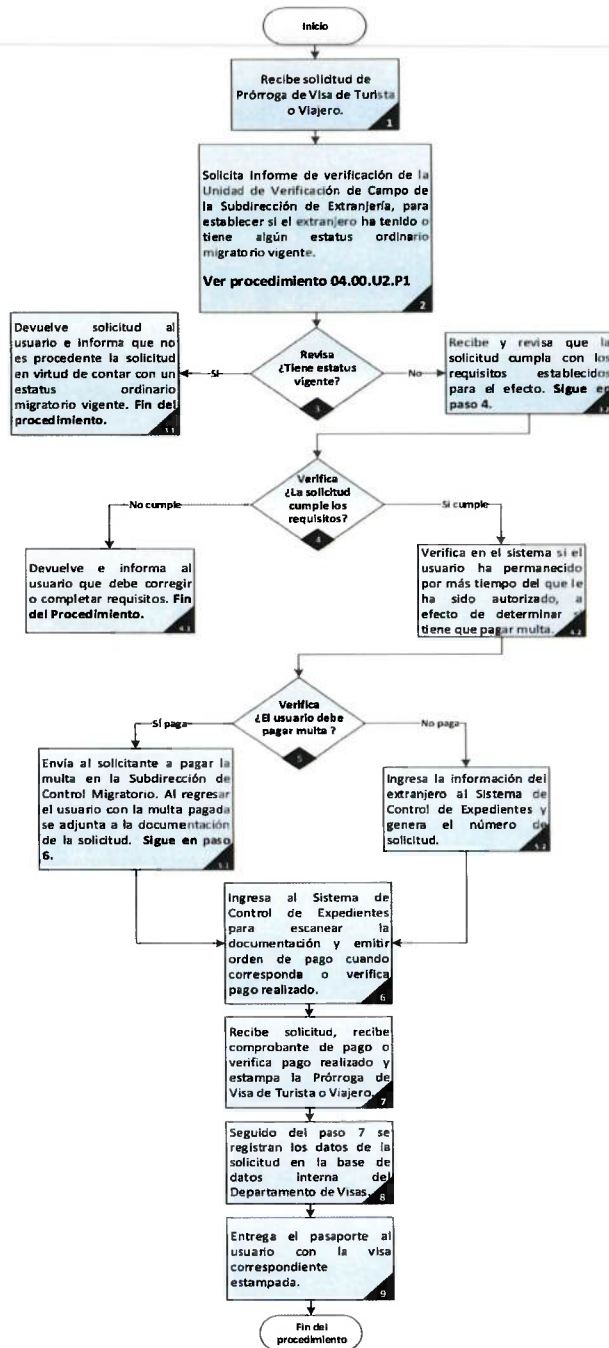 Inicio
Recibe solicitud de
Prórroga de Visa de Turista
o Viajero.
1
Solicita Informe de verificación de la
Unidad de Verificación de Campo de
la Subdirección de Extranjería, para
establecer si el extranjero ha tenido o
tiene algún estatus ordinario
migratorio vigente.
Ver procedimiento 04.00.U2.P1
2
Revisa
¿Tiene estatus
vigente?
3
Sí
No
Devuelve solicitud al
usuario e informa que no
es procedente la solicitud
en virtud de contar con un
estatus ordinario
migratorio vigente. Fin del
procedimiento.
3.1
Recibe y revisa que la
solicitud cumpla con los
requisitos establecidos
para el efecto. Sigue en
paso 4.
3.2
Verifica
¿La solicitud
cumple los
requisitos?
4
No cumple
Si cumple
Devuelve e informa al
usuario que debe corregir
o completar requisitos. Fin
del Procedimiento.
4.1
Verifica en el sistema si el
usuario ha permanecido
por más tiempo del que le
ha sido autorizado, a
efecto de determinar si
tiene que pagar multa.
4.2
Verifica
¿El usuario debe
pagar multa ?
5
Sí paga
No paga
Envía al solicitante a pagar la
multa en la Subdirección de
Control Migratorio. Al regresar
el usuario con la multa pagada
se adjunta a la documentación
de la solicitud. Sigue en paso
6.
5.1
Ingresa la información del
extranjero al Sistema de
Control de Expedientes y
genera el número de
solicitud.
5.2
Ingresa al Sistema de
Control de Expedientes
para escanear la
documentación y emitir
orden de pago cuando
corresponda o verifica
pago realizado.
6
Recibe solicitud, recibe
comprobante de pago o
verifica pago realizado y
estampa la Prórroga de
Visa de Turista o Viajero.
7
Seguido del paso 7 se
registran los datos de la
solicitud en la base de
datos interna del
Departamento de Visas.
8
Entrega el pasaporte al
usuario con la visa
correspondiente
estampada.
9
Fin del
procedimiento